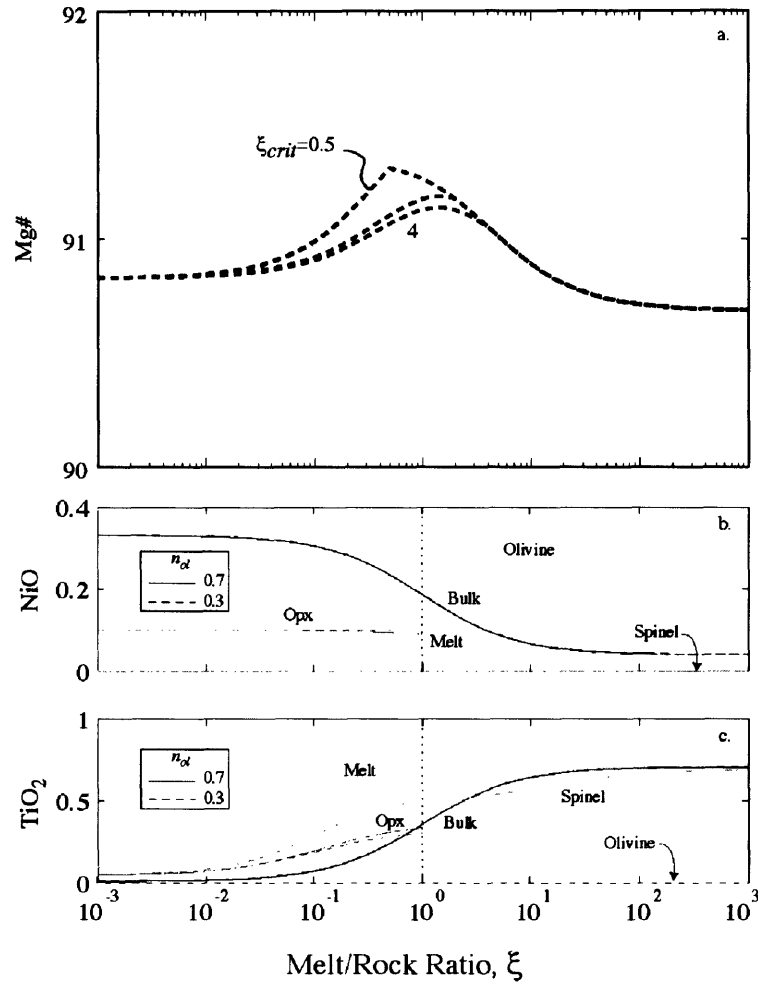 92
a.
ξcrit=0.5
Mg#
91
4
90
0.4
b.
nol
0.7
0.3
Olivine
NiO
0.2
Opx
Bulk
Melt
Spinel
0
1
c.
nol
0.7
0.3
Melt
TiO2
0.5
Opx
Bulk
Spinel
Olivine
0
10-3 10-2 10-1 100 101 102 103
Melt/Rock Ratio, ξ